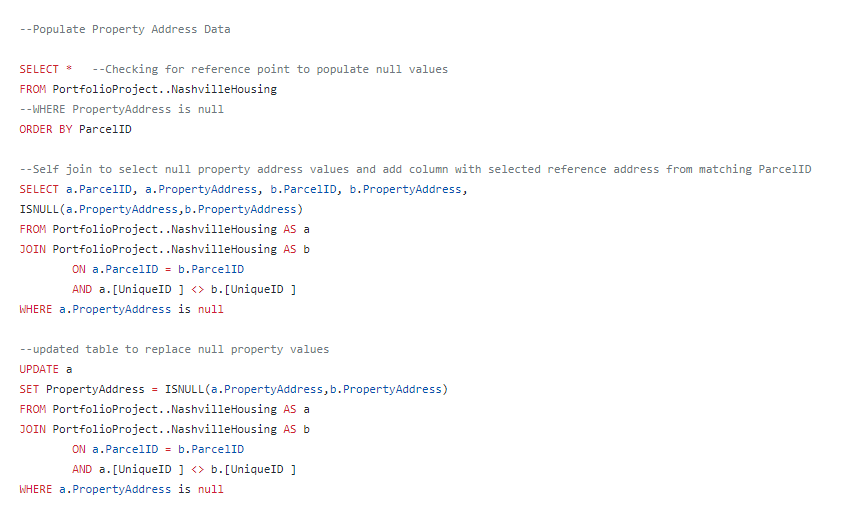 --Populate Property Address Data
SELECT *   --Checking for reference point to populate null values
FROM PortfolioProject..NashvilleHousing
--WHERE PropertyAddress is null
ORDER BY ParcelID
--Self join to select null property address values and add column with selected reference address from matching ParcelID
SELECT a.ParcelID, a.PropertyAddress, b.ParcelID, b.PropertyAddress,
ISNULL(a.PropertyAddress,b.PropertyAddress)
FROM PortfolioProject..NashvilleHousing AS a
JOIN PortfolioProject..NashvilleHousing AS b
        ON a.ParcelID = b.ParcelID
        AND a.[UniqueID ] <> b.[UniqueID ]
WHERE a.PropertyAddress is null
--updated table to replace null property values
UPDATE a
SET PropertyAddress = ISNULL(a.PropertyAddress,b.PropertyAddress)
FROM PortfolioProject..NashvilleHousing AS a
JOIN PortfolioProject..NashvilleHousing AS b
        ON a.ParcelID = b.ParcelID
        AND a.[UniqueID ] <> b.[UniqueID ]
WHERE a.PropertyAddress is null